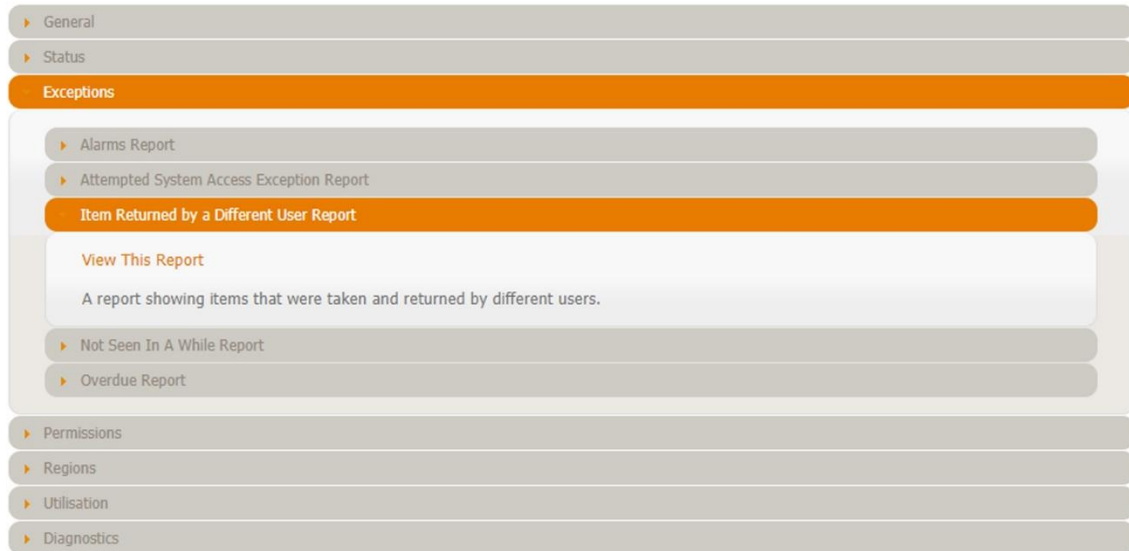 General
Status
Exceptions
Alarms Report
Attempted System Access Exception Report
Item Returned by a Different User Report
View This Report
A report showing items that were taken and returned by different users.
Not Seen In A While Report
Overdue Report
Permissions
Regions
Utilisation
Diagnostics